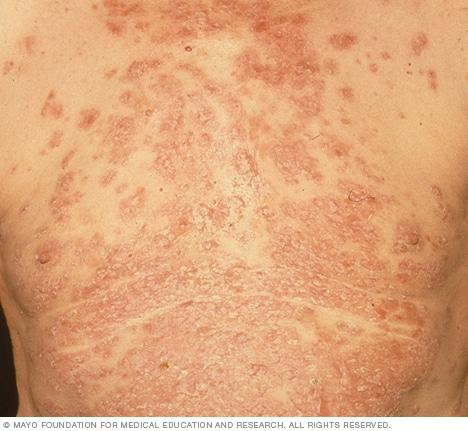 © MAYO FOUNDATION FOR MEDICAL EDUCATION AND RESEARCH. ALL RIGHTS RESERVED.